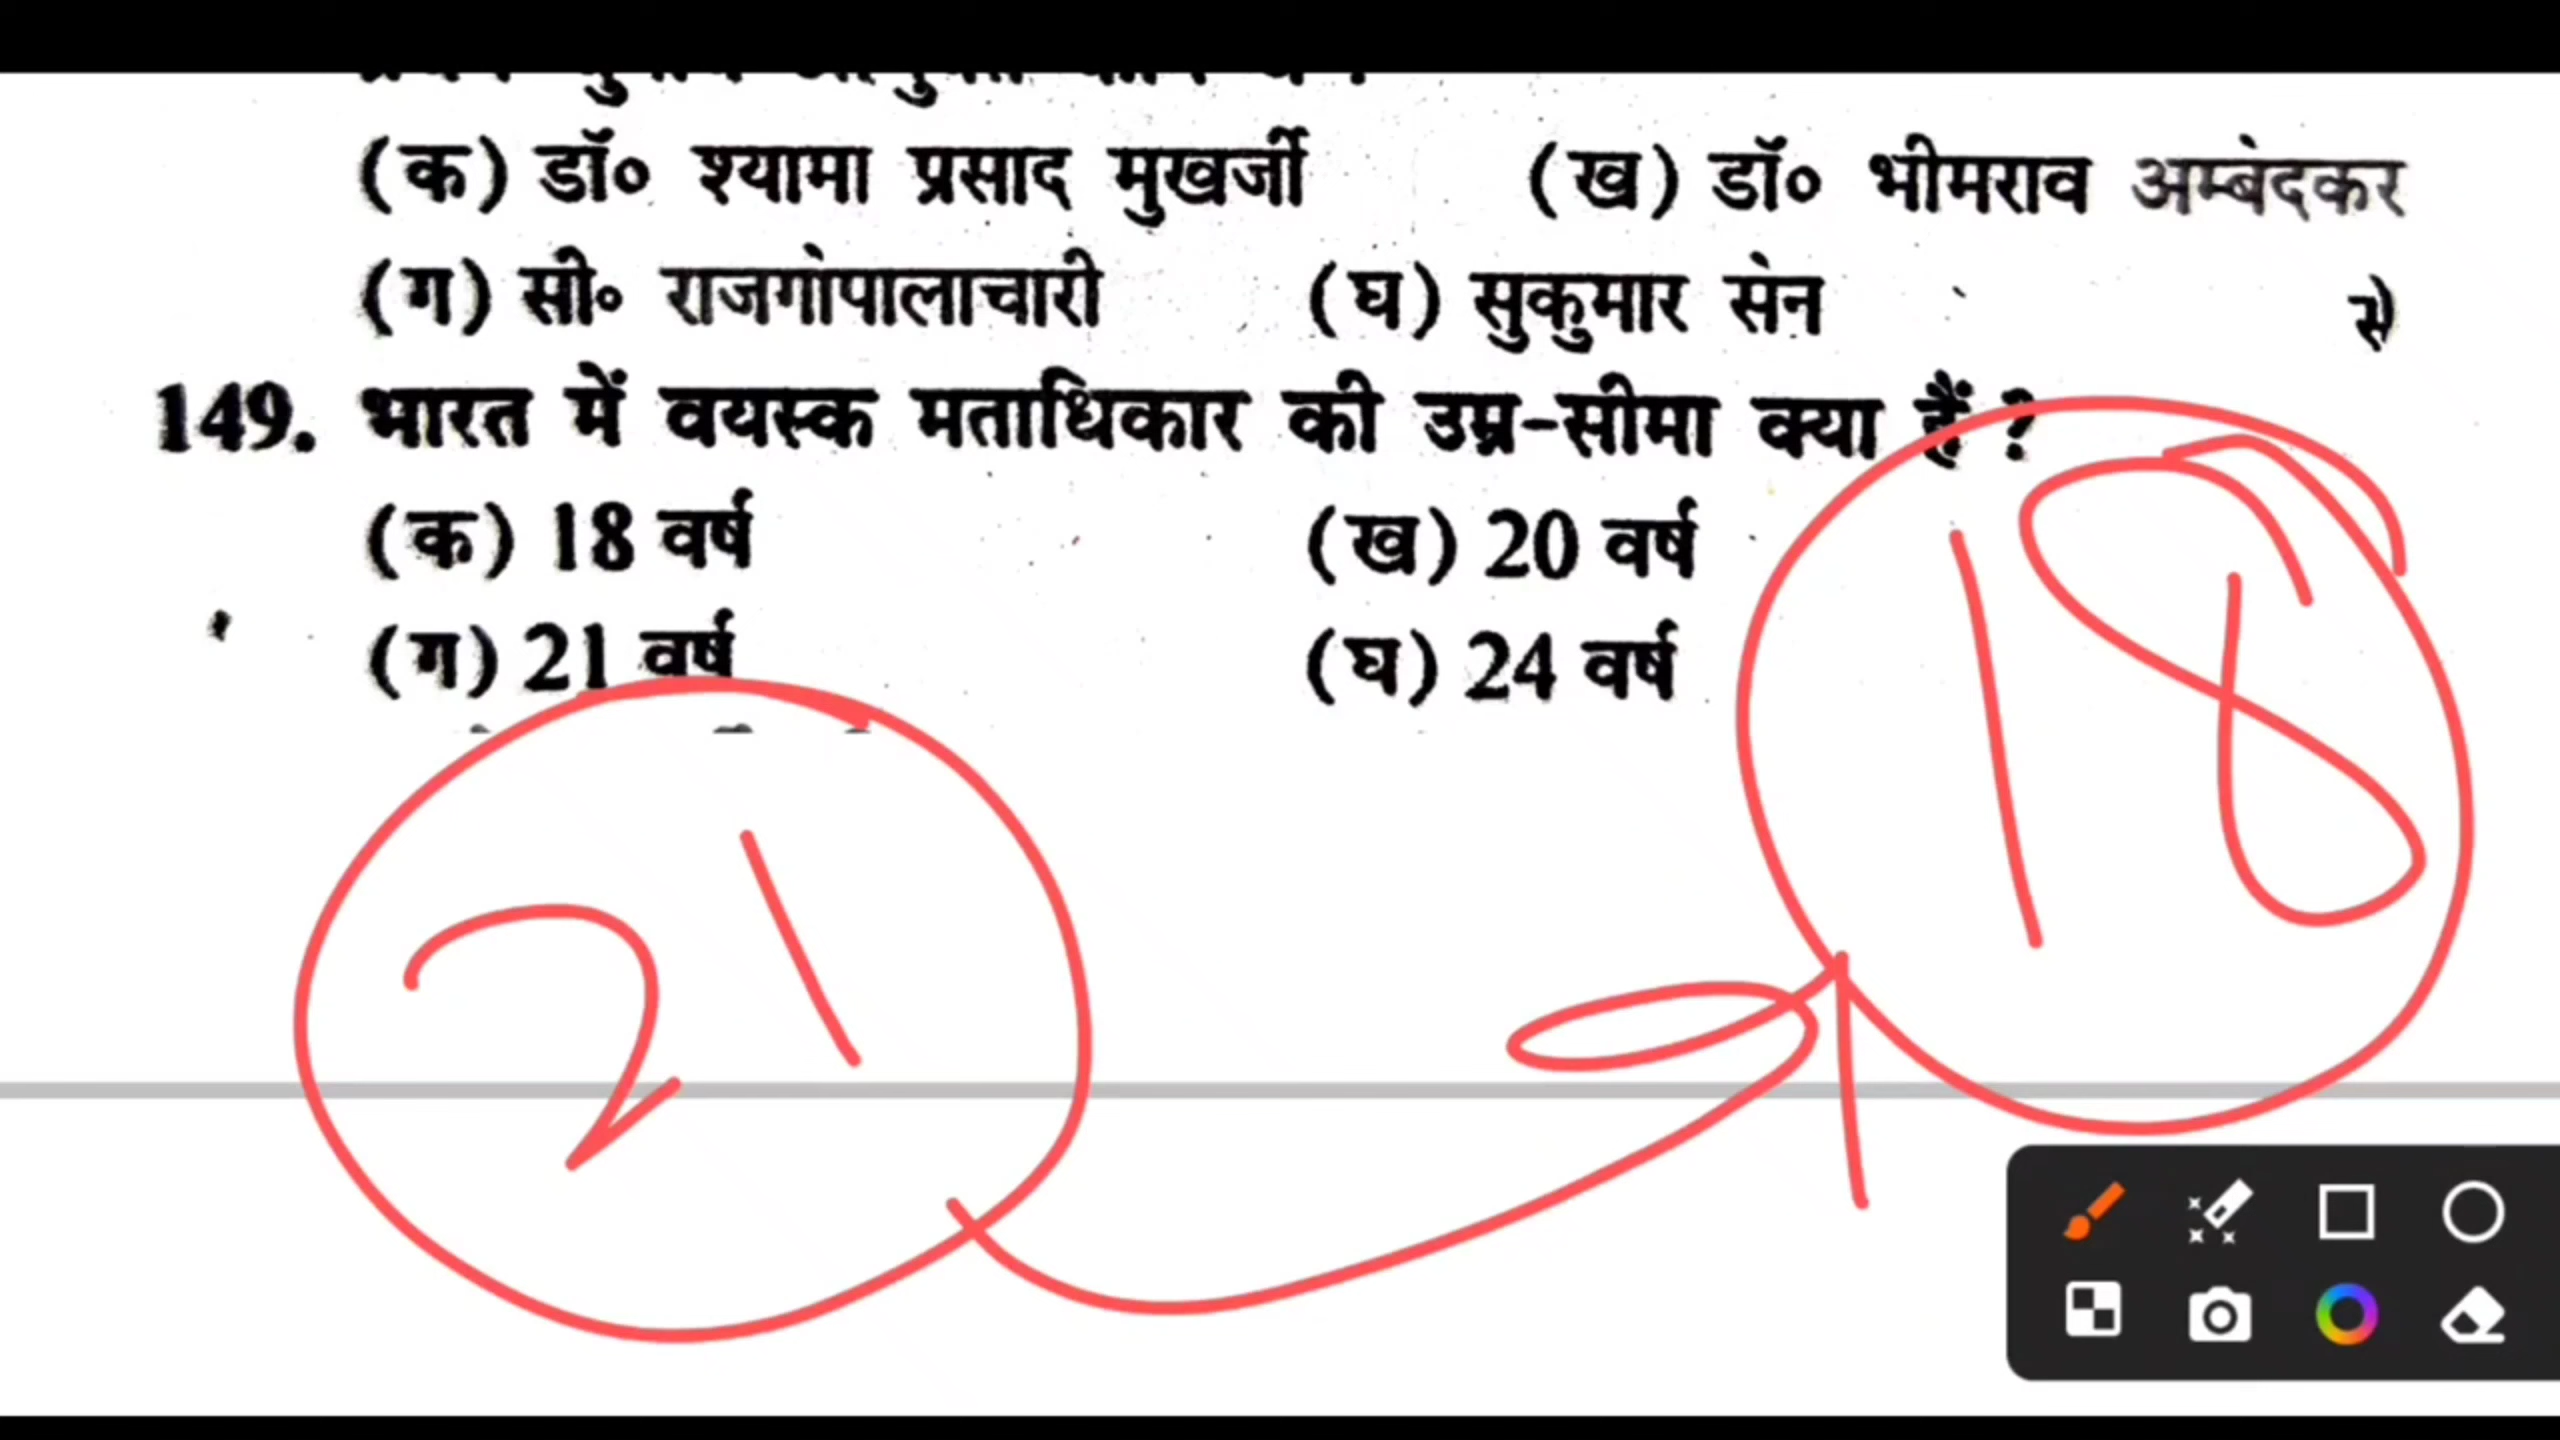 (क) डॉ० श्यामा प्रसाद मुखर्जी (ख) डॉ० भीमराव अम्बेदकर
(ग) सी० राजगोपालाचारी (घ) सुकुमार सेन से
149. भारत में वयस्क मताधिकार की उम्र-सीमा क्या हैं ?
(क) 18 वर्ष (ख) 20 वर्ष
(ग) 21 वर्ष (घ) 24 वर्ष
18
21